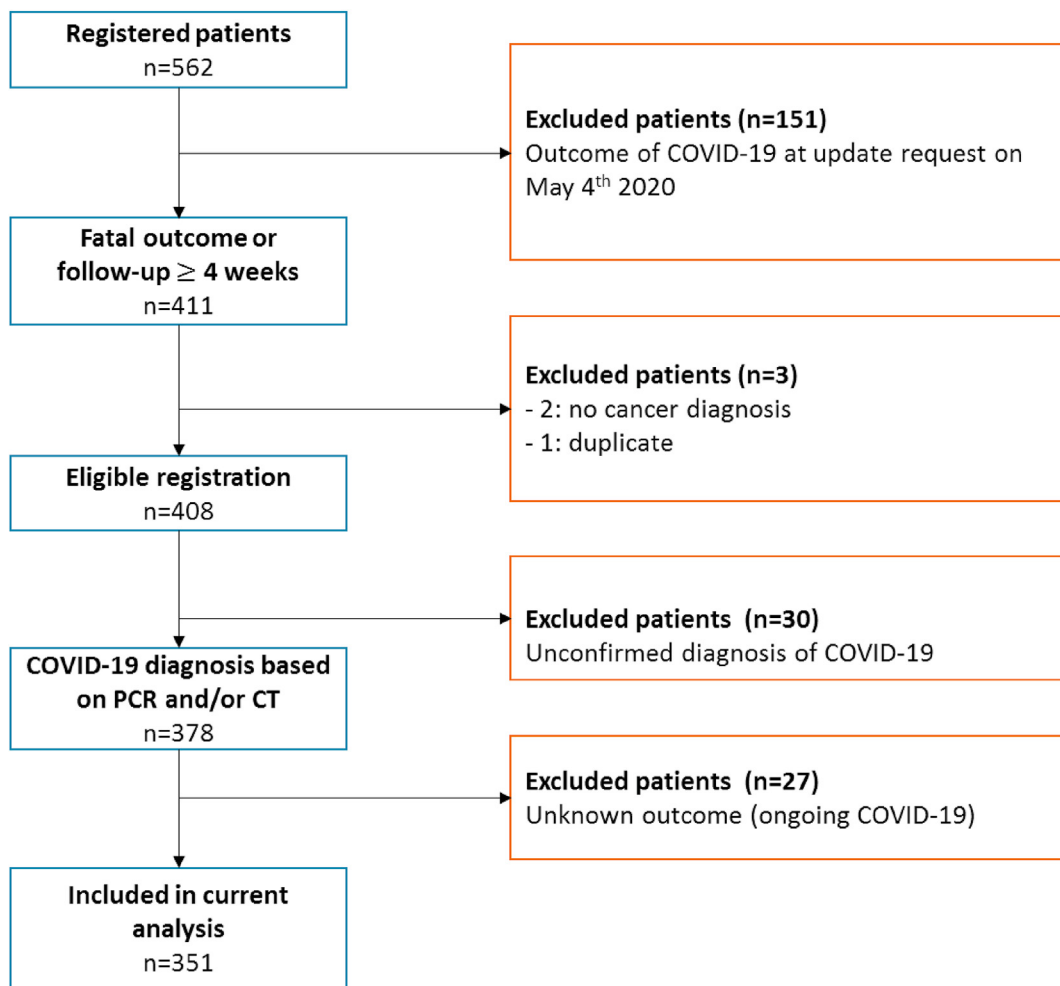 Registered patients
n=562
Excluded patients (n=151)
Outcome of COVID-19 at update request on
May 4th 2020
Fatal outcome or
follow-up ≥ 4 weeks
n=411
Excluded patients (n=3)
- 2: no cancer diagnosis
- 1: duplicate
Eligible registration
n=408
Excluded patients (n=30)
Unconfirmed diagnosis of COVID-19
COVID-19 diagnosis based
on PCR and/or CT
n=378
Excluded patients (n=27)
Unknown outcome (ongoing COVID-19)
Included in current
analysis
n=351